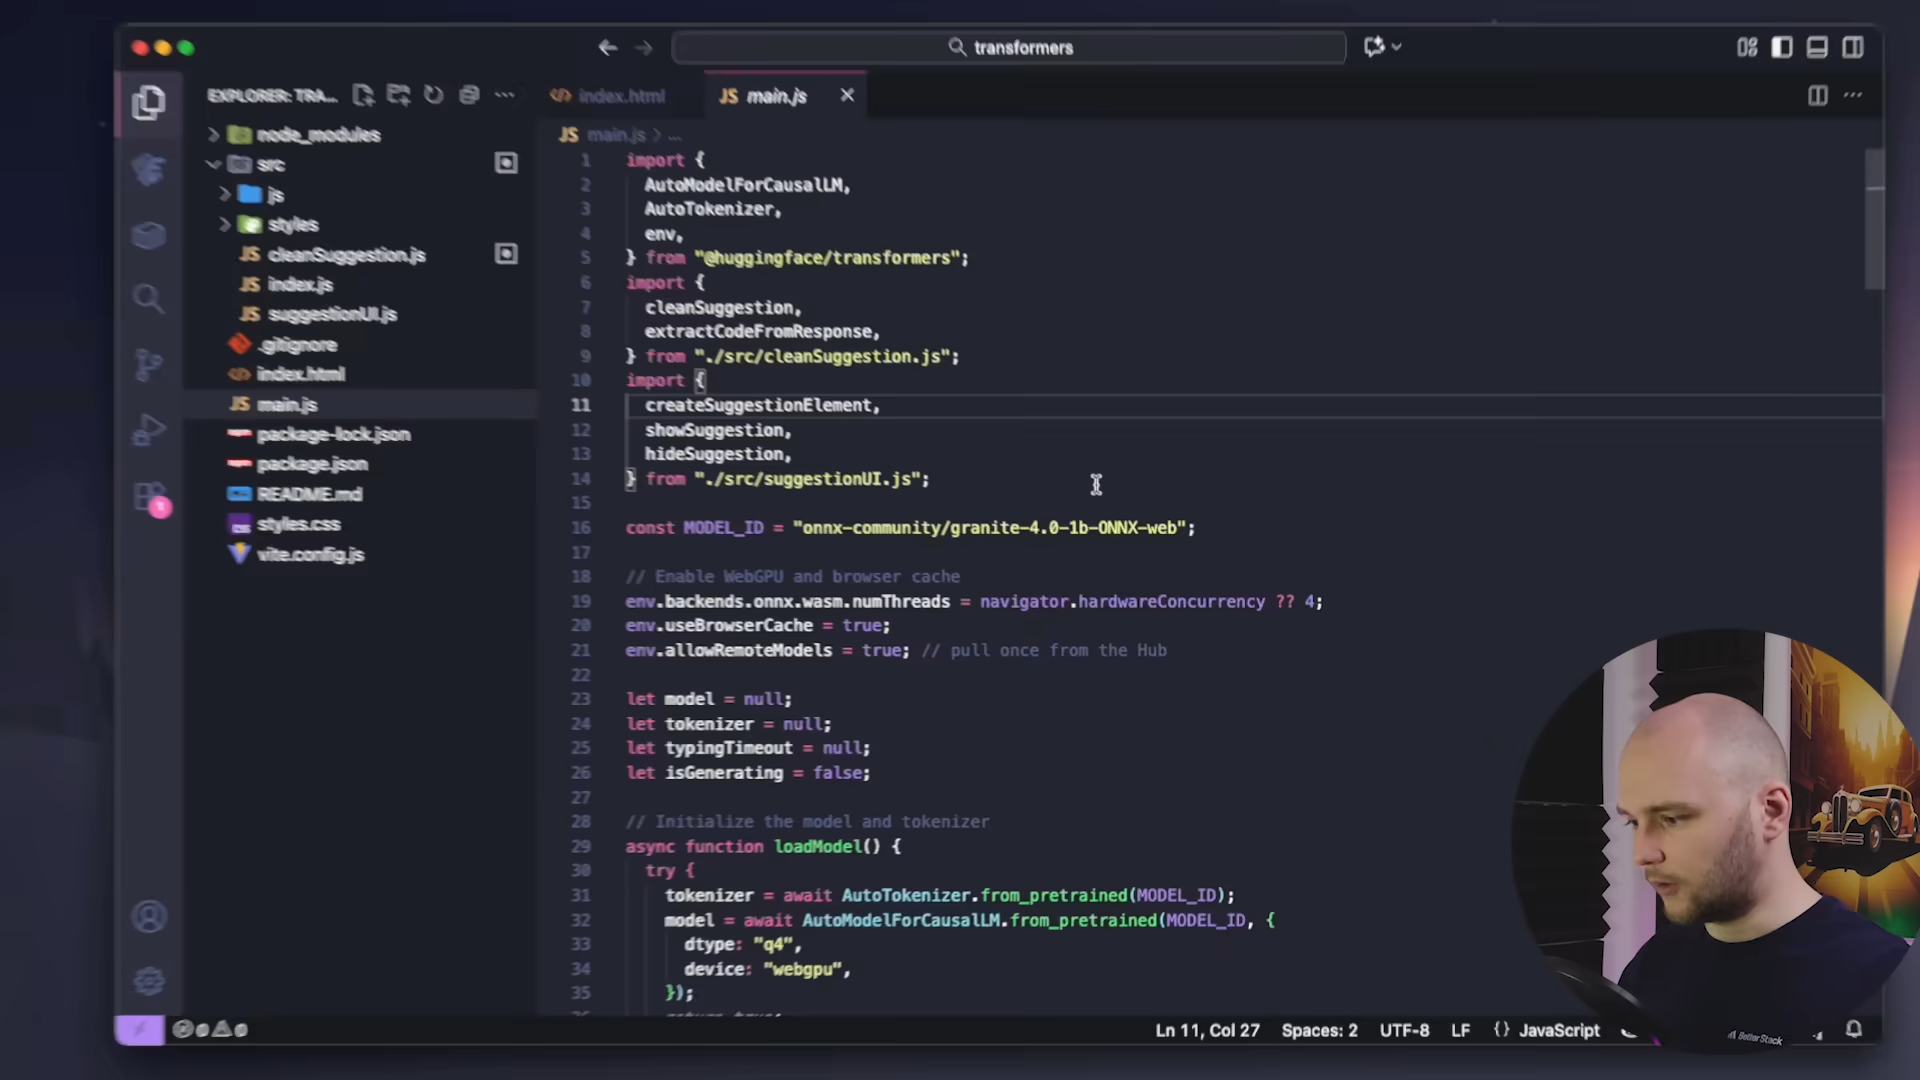 transformers
EXPLORER: TRA...
index.html
JS main.js
node_modules
src
js
styles
JS cleanSuggestion.js
JS index.js
JS suggestionUI.js
.gitignore
index.html
JS main.js
package-lock.json
package.json
README.md
styles.css
vite.config.js
1
JS main.js > ...
1 import {
2 AutoModelForCausalLM,
3 AutoTokenizer,
4 env,
5 } from "@huggingface/transformers";
6 import {
7 cleanSuggestion,
8 extractCodeFromResponse,
9 } from "./src/cleanSuggestion.js";
10 import {
11 createSuggestionElement,
12 showSuggestion,
13 hideSuggestion,
14 } from "./src/suggestionUI.js";
15
16 const MODEL_ID = "onnx-community/granite-4.0-1b-ONNX-web";
17
18 // Enable WebGPU and browser cache
19 env.backends.onnx.wasm.numThreads = navigator.hardwareConcurrency ?? 4;
20 env.useBrowserCache = true;
21 env.allowRemoteModels = true; // pull once from the Hub
22
23 let model = null;
24 let tokenizer = null;
25 let typingTimeout = null;
26 let isGenerating = false;
27
28 // Initialize the model and tokenizer
29 async function loadModel() {
30 try {
31 tokenizer = await AutoTokenizer.from_pretrained(MODEL_ID);
32 model = await AutoModelForCausalLM.from_pretrained(MODEL_ID, {
33 dtype: "q4",
34 device: "webgpu",
35 });
0 0
Ln 11, Col 27 Spaces: 2 UTF-8 LF {} JavaScript
BetterStack